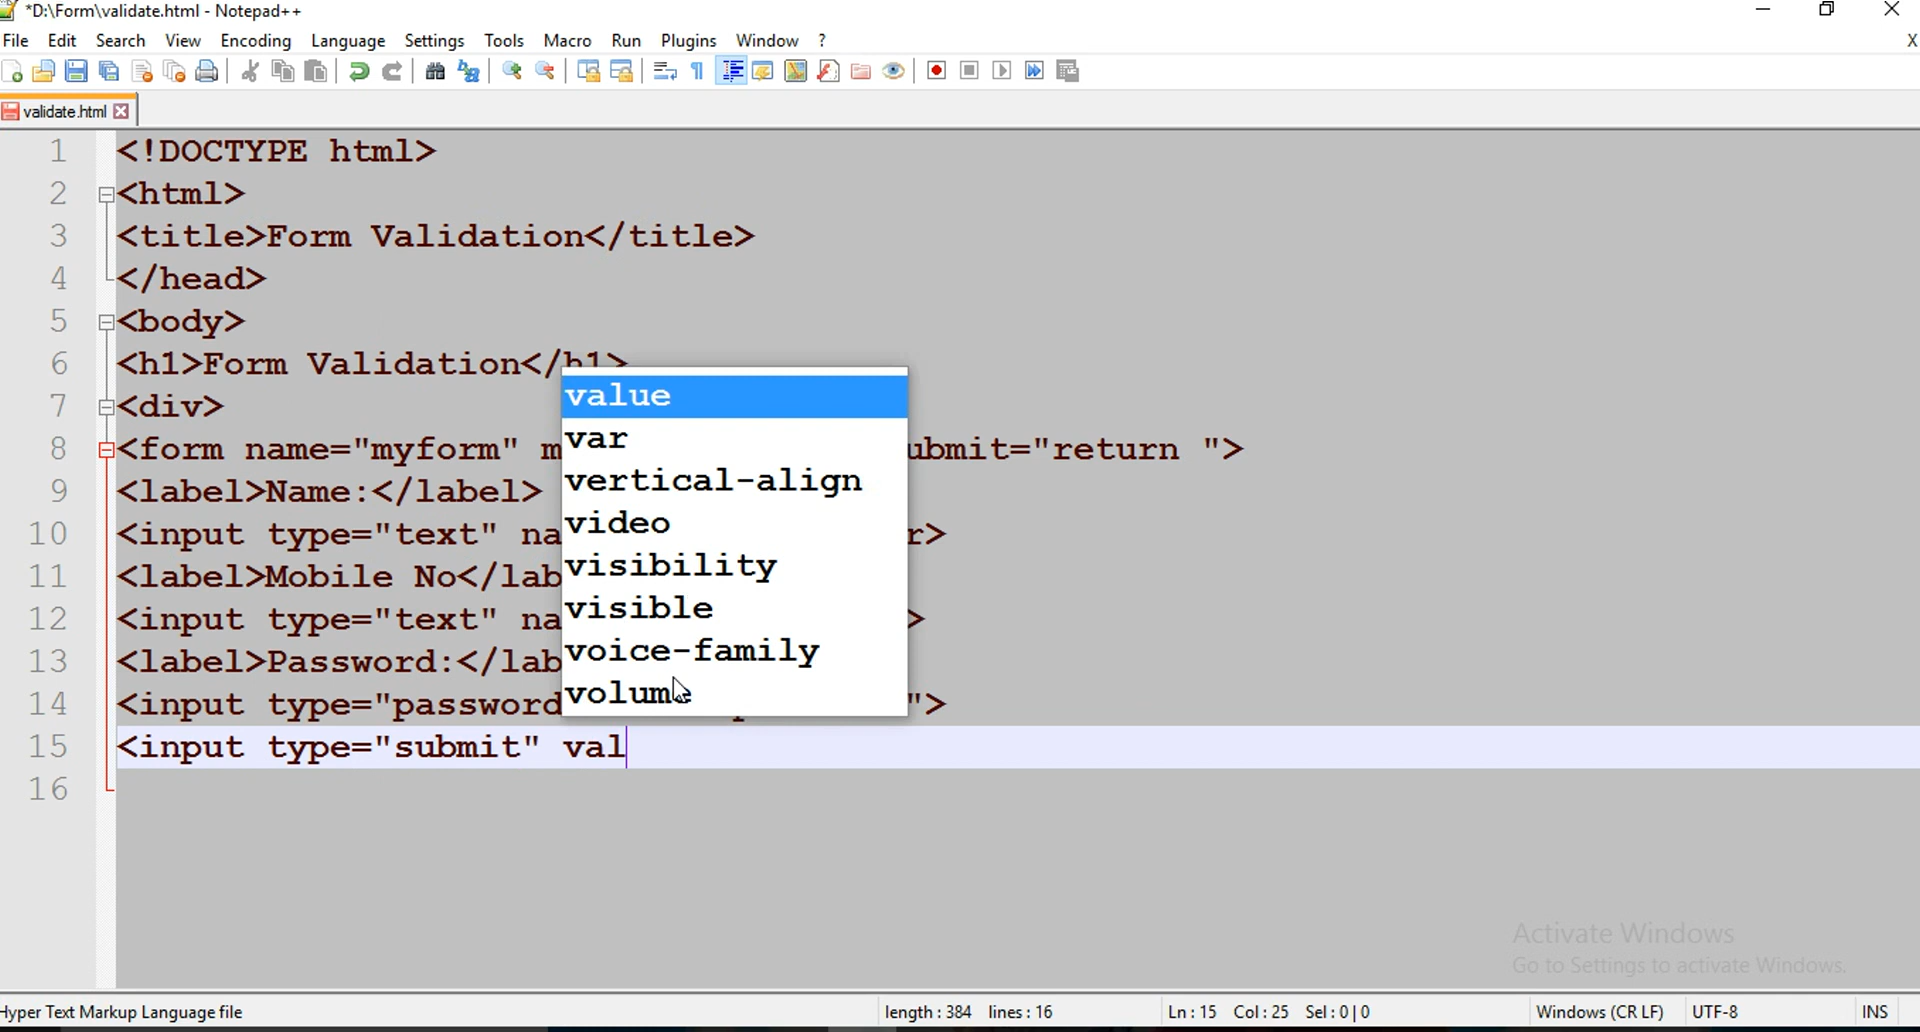 *D:\Form\validate.html - Notepad++
File Edit Search View Encoding Language Settings Tools Macro Run Plugins Window ? X
validate.html
1 <!DOCTYPE html>
2 <html>
3 <title>Form Validation</title>
4 </head>
5 <body>
6 <h1>Form Validation</h1>
value
7 <div>
var
8 <form name="myform" m ubmit="return ">
vertical-align
9 <label>Name:</label>
video
10 <input type="text" na r>
visibility
11 <label>Mobile No</lab
visible
12 <input type="text" na >
voice-family
13 <label>Password:</lab
volume
14 <input type="password ">
15 <input type="submit" val
16
Activate Windows
Go to Settings to activate Windows.
Hyper Text Markup Language file length : 384 lines : 16 Ln : 15 Col : 25 Sel : 0 | 0 Windows (CR LF) UTF-8 INS